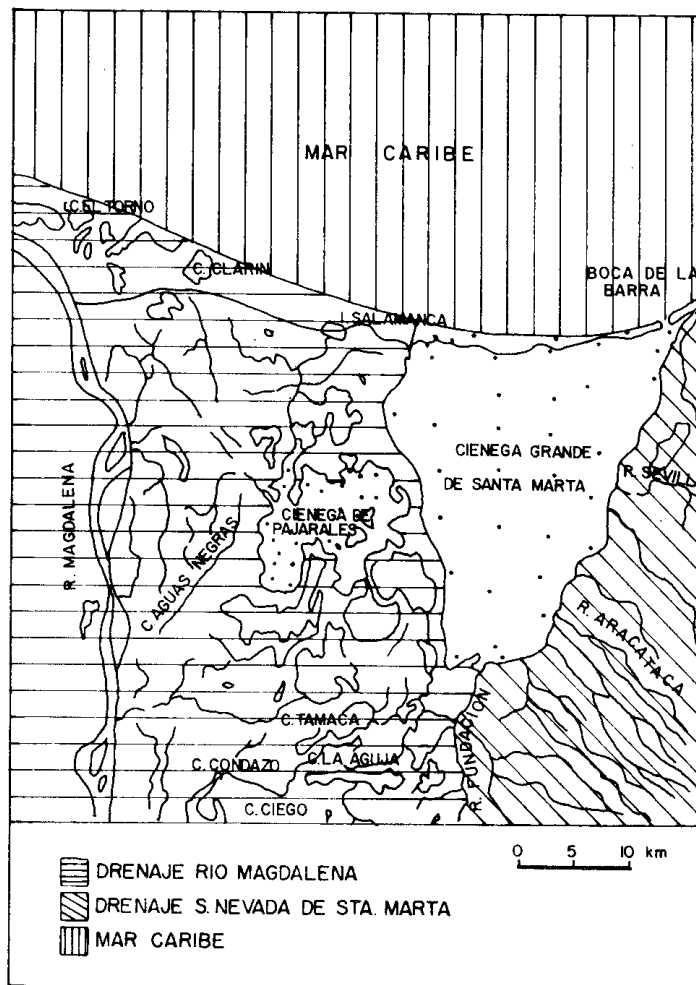 MAR CARIBE
C. EL TORNO
C. CLARIN
BOCA DE LA
BARRA
I. SALAMANCA
CIENEGA GRANDE
DE SANTA MARTA
R. SEVILL
R. MAGDALENA
CIENEGA DE
PAJARALES
C. AGUAS NEGRAS
R. ARACATACA
C. TAMACA
R. FUNDACION
C. CONDAZO
C. LA AGUJA
C. CIEGO
0 5 10 km
DRENAJE RIO MAGDALENA
DRENAJE S. NEVADA DE STA. MARTA
MAR CARIBE